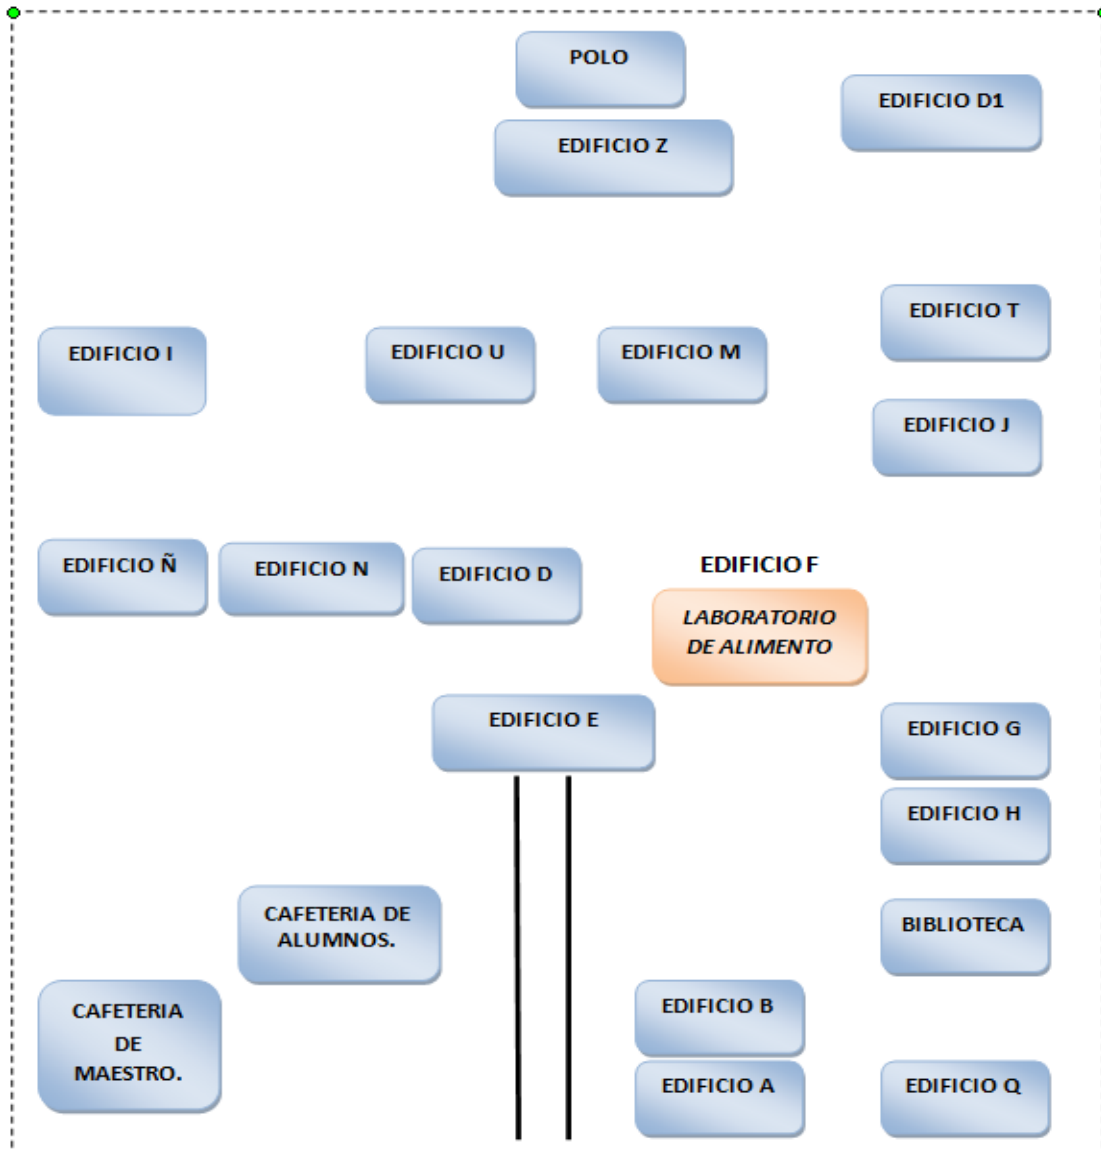 POLO
EDIFICIO D1
EDIFICIO Z
EDIFICIO T
EDIFICIO I
EDIFICIO U
EDIFICIO M
EDIFICIO J
EDIFICIO Ñ
EDIFICIO N
EDIFICIO D
EDIFICIO F
LABORATORIO
DE ALIMENTO
EDIFICIO E
EDIFICIO G
EDIFICIO H
CAFETERIA DE
ALUMNOS.
BIBLIOTECA
CAFETERIA
DE
MAESTRO.
EDIFICIO B
EDIFICIO A
EDIFICIO Q